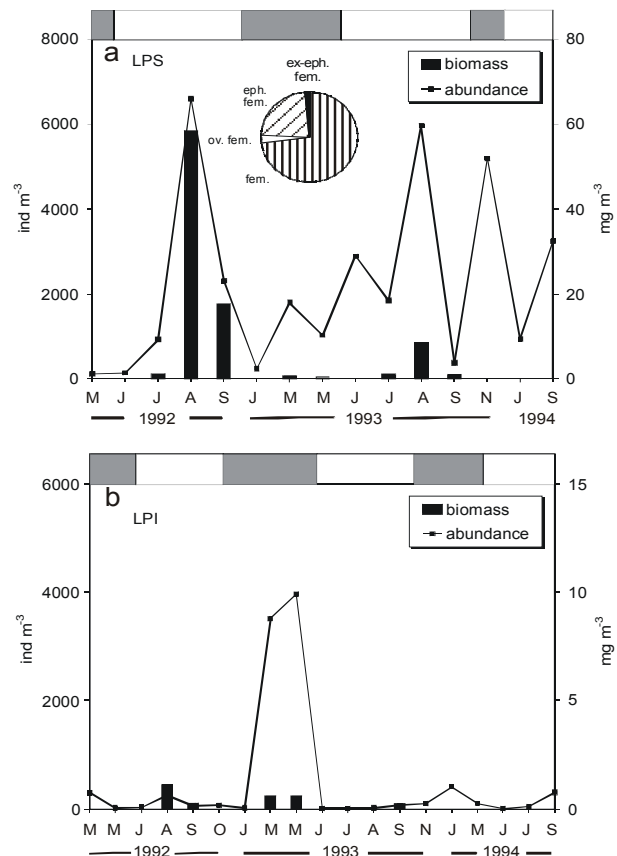 8000
80
a
LPS
ex-eph.
fem.
biomass
abundance
eph.
fem.
ov. fem.
fem.
6000
60
4000
40
2000
20
0
0
ind m-3
mg m-3
M J J A S J M M J J A S N J S
1992 1993 1994
6000
15
b
LPI
biomass
abundance
4000
10
2000
5
0
0
ind m-3
mg m-3
M M J A S O J M M J J A S N J M J J S
1992 1993 1994